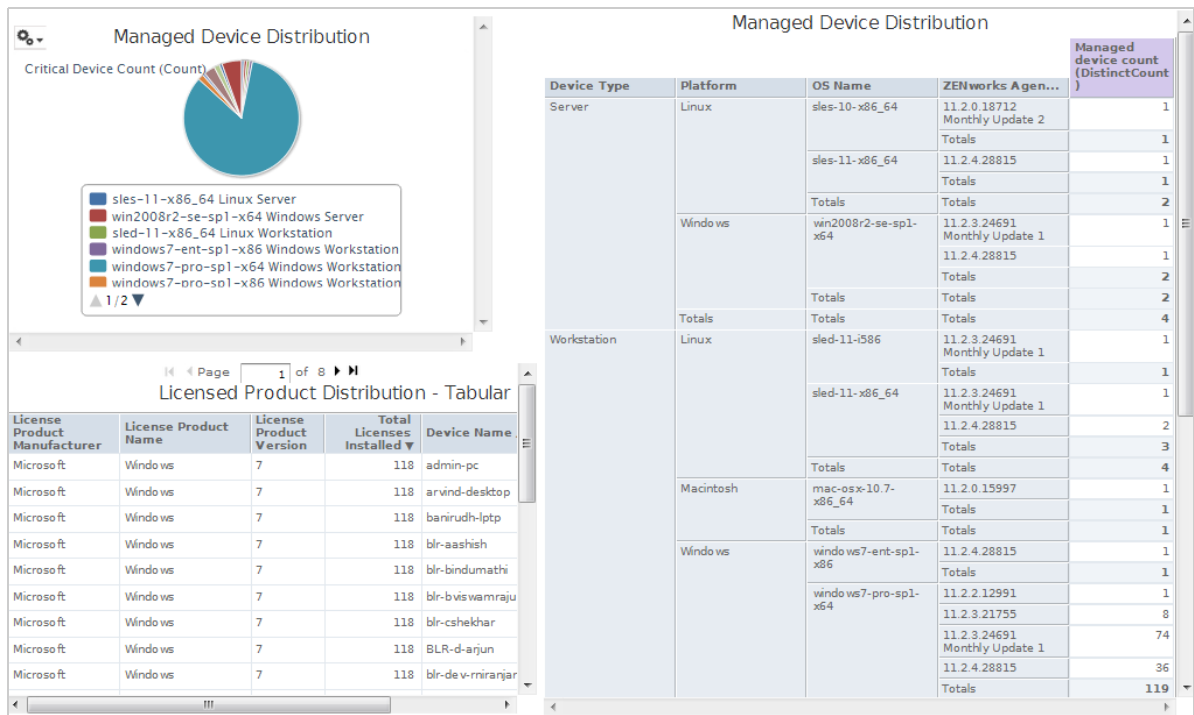 Managed Device Distribution
Critical Device Count (Count)
sles-11-x86_64 Linux Server
win2008r2-se-sp1-x64 Windows Server
sled-11-x86_64 Linux Workstation
windows7-ent-sp1-x86 Windows Workstation
windows7-pro-sp1-x64 Windows Workstation
windows7-pro-sp1-x86 Windows Workstation
1/2
Page 1 of 8
Licensed Product Distribution - Tabular
License Product Manufacturer License Product Name License Product Version Total Licenses Installed ▼ Device Name
Microsoft Windows 7 118 admin-pc
Microsoft Windows 7 118 arvind-desktop
Microsoft Windows 7 118 banirudh-lptp
Microsoft Windows 7 118 blr-aashish
Microsoft Windows 7 118 blr-bindumathi
Microsoft Windows 7 118 blr-bviswamraju
Microsoft Windows 7 118 blr-cshekhar
Microsoft Windows 7 118 BLR-d-arjun
Microsoft Windows 7 118 blr-dev-rniranjar
Managed Device Distribution
Device Type Platform OS Name ZENworks Agen... Managed device count (DistinctCount)
Server Linux sles-10-x86_64 11.2.0.18712 Monthly Update 2 1
Totals 1
sles-11-x86_64 11.2.4.28815 1
Totals 1
Totals Totals 2
Windows win2008r2-se-sp1-x64 11.2.3.24691 Monthly Update 1 1
11.2.4.28815 1
Totals 2
Totals Totals 2
Totals Totals Totals 4
Workstation Linux sled-11-i586 11.2.3.24691 Monthly Update 1 1
Totals 1
sled-11-x86_64 11.2.3.24691 Monthly Update 1 1
11.2.4.28815 2
Totals 3
Totals Totals 4
Macintosh mac-osx-10.7-x86_64 11.2.0.15997 1
Totals 1
Totals Totals 1
Windows windows7-ent-sp1-x86 11.2.4.28815 1
Totals 1
windows7-pro-sp1-x64 11.2.2.12991 1
11.2.3.21755 8
11.2.3.24691 Monthly Update 1 74
11.2.4.28815 36
Totals 119